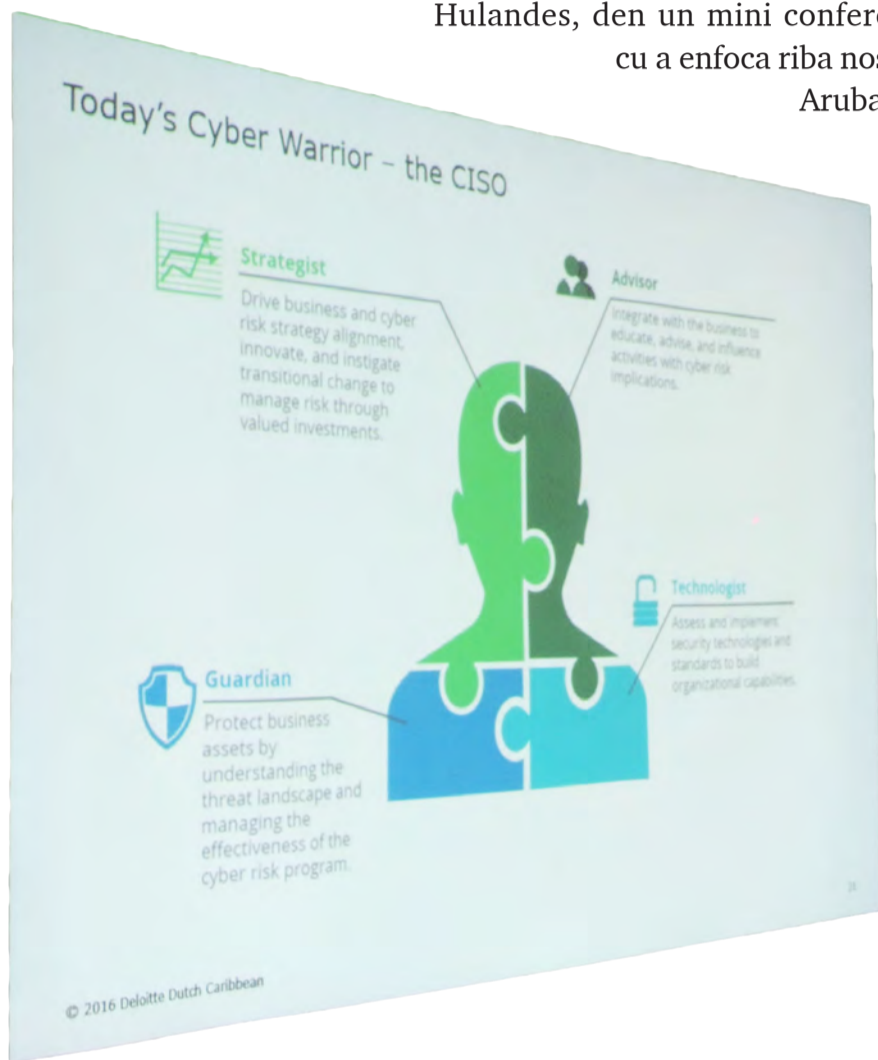 Hulandes, den un mini confer
cu a enfoca riba nos
Aruba
Today's Cyber Warrior – the CISO
Strategist
Drive business and cyber
risk strategy alignment,
innovate, and instigate
transitional change to
manage risk through
valued investments.
Advisor
Integrate with the business to
educate, advise, and influence
activities with cyber risk
implications.
Technologist
Assess and implement
security technologies and
standards to build
organizational capabilities.
Guardian
Protect business
assets by
understanding the
threat landscape and
managing the
effectiveness of the
cyber risk program.
© 2016 Deloitte Dutch Caribbean